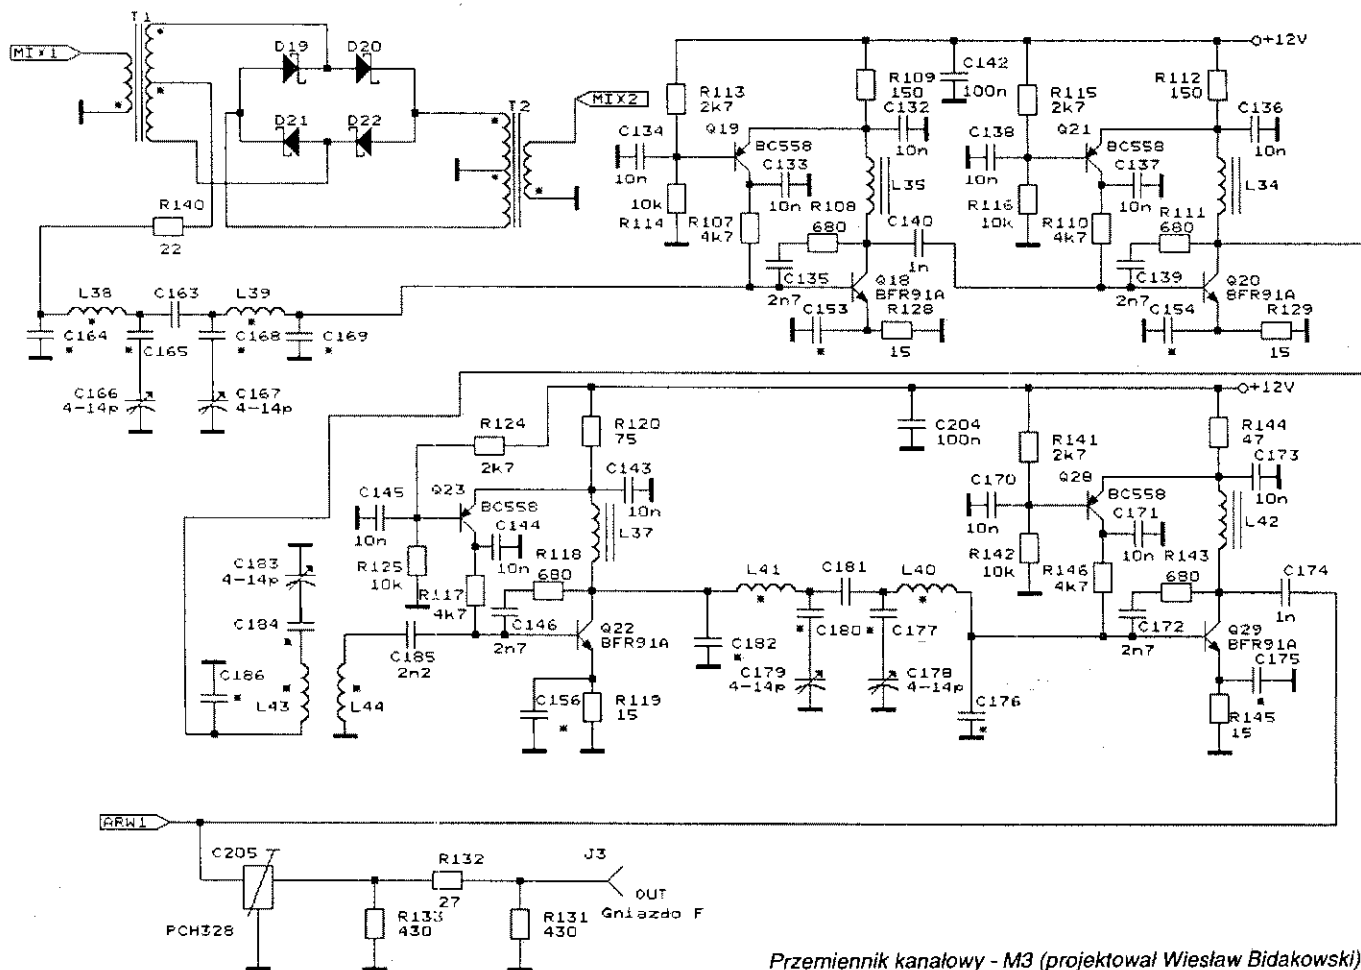 T1
MIX1
D19 D20
D21 D22
T2
MIX2
R140
22
L38 C163 L39
C164
*
C165
*
C168
*
C169
*
C166
4-14p
C167
4-14p
+12V
R113
2k7
R109
150
C142
100n
R115
2k7
R112
150
C134
10n
Q19
BC558
C132
10n
C133
10n
L35
C138
10n
Q21
BC558
C136
10n
C137
10n
L34
10k
R114
R107
4k7
R108
680
C140
1n
R116
10k
R110
4k7
R111
680
C135
2n7
Q18
BFR91A
C139
2n7
Q20
BFR91A
C153
*
R128
15
C154
*
R129
15
+12V
R124
2k7
R120
75
C204
100n
R141
2k7
R144
47
C145
10n
Q23
BC558
C143
10n
C144
10n
L37
C170
10n
Q28
BC558
C173
10n
C171
10n
L42
C183
4-14p
R125
10k
R117
4k7
R118
680
L41 C181 L40
R142
10k
R146
4k7
R143
680
C174
1n
C184
*
C185
2n2
C146
2n7
Q22
BFR91A
C182
*
C180
*
C177
*
C172
2n7
Q29
BFR91A
C186
*
L43
*
L44
*
C156
*
R119
15
C179
4-14p
C178
4-14p
C176
*
C175
*
R145
15
ARW1
C205
PCH328
R132
27
J3
OUT
Gniazdo F
R133
430
R131
430
Przemiennik kanałowy - M3 (projektował Wiesław Bidakowski)